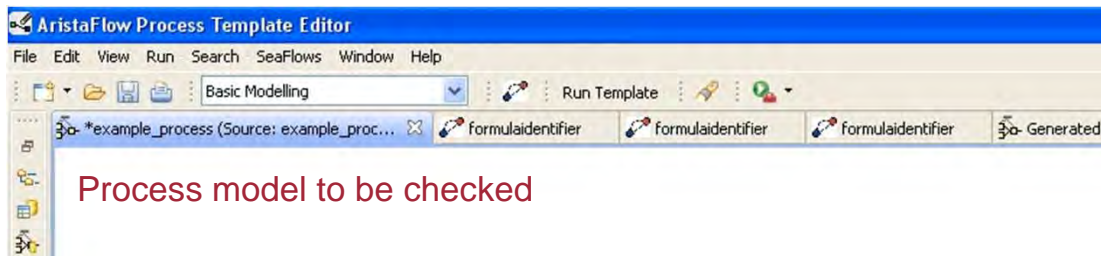 AristaFlow Process Template Editor
File Edit View Run Search SeaFlows Window Help
Basic Modelling Run Template
*example_process (Source: example_proc... formulaidentifier formulaidentifier formulaidentifier Generated
Process model to be checked